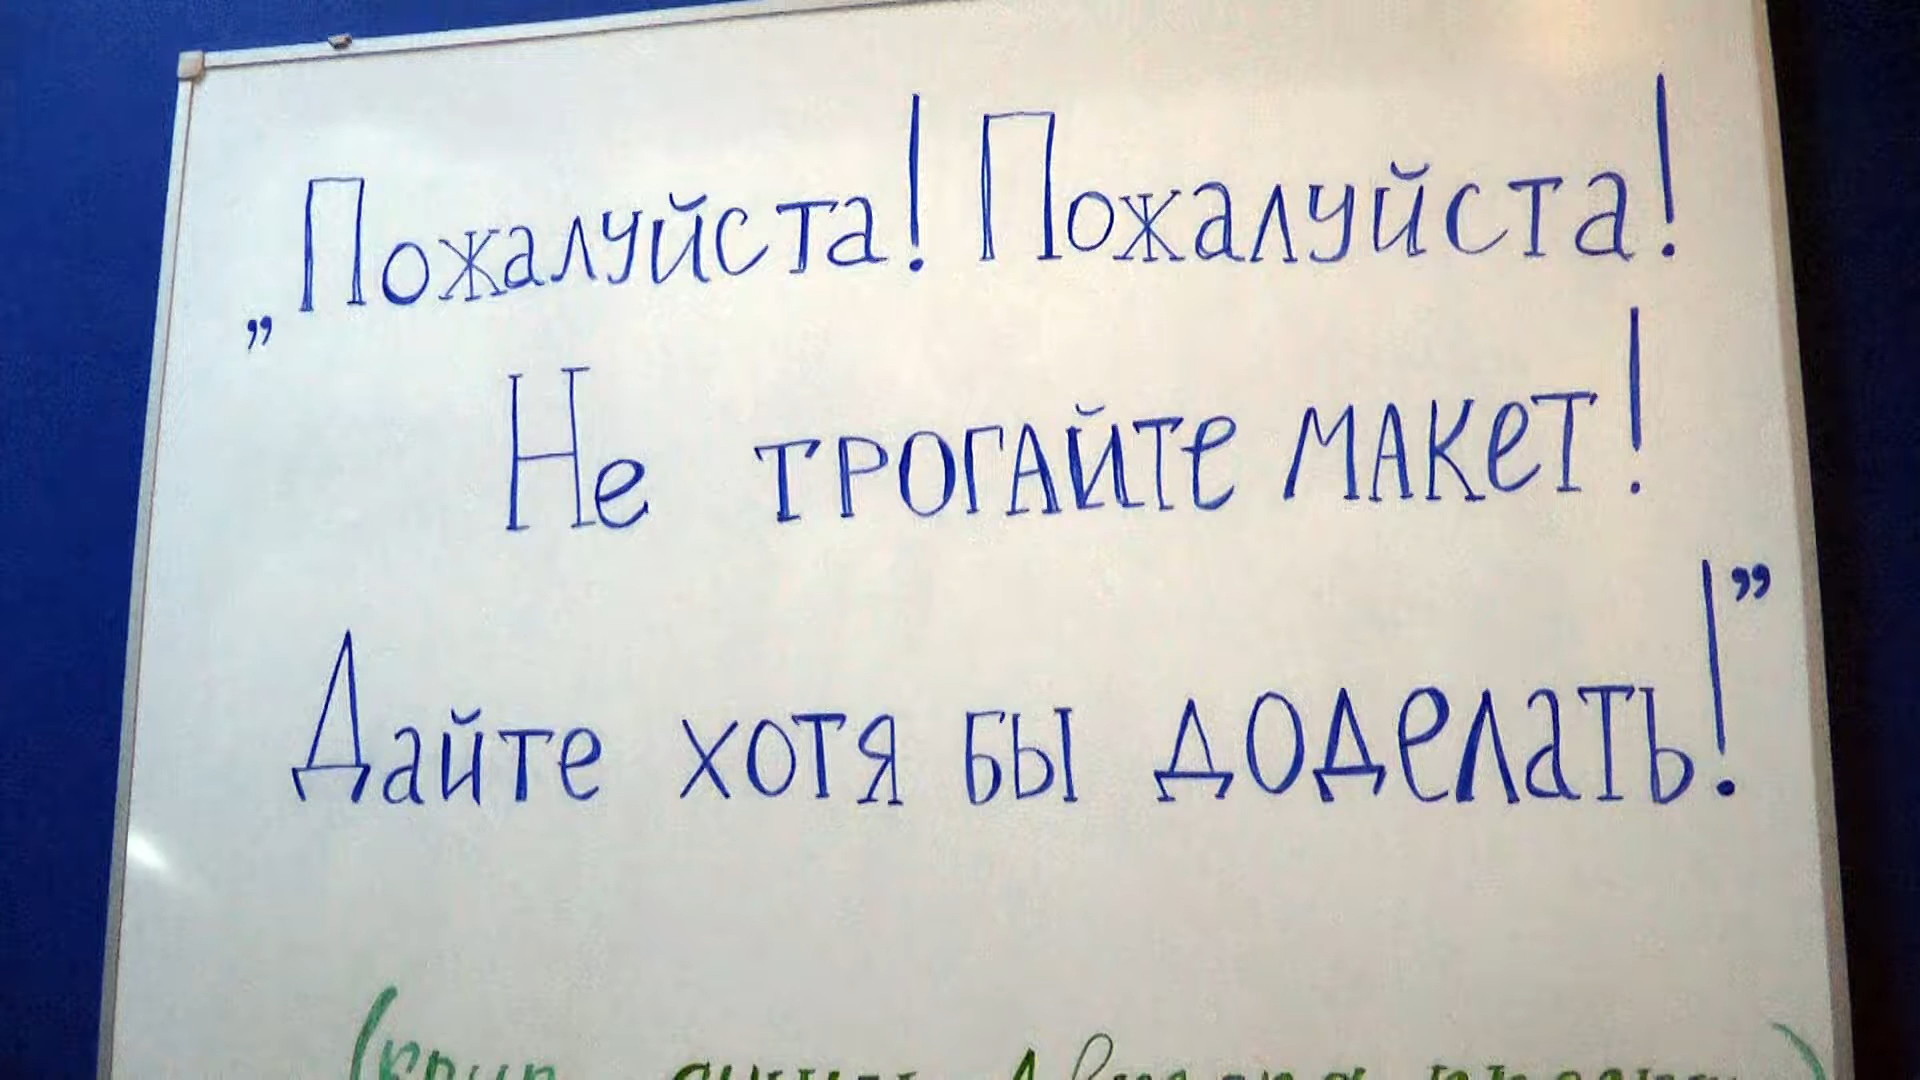 „Пожалуйста! Пожалуйста!
Не трогайте макет!
Дайте хотя бы доделать!”